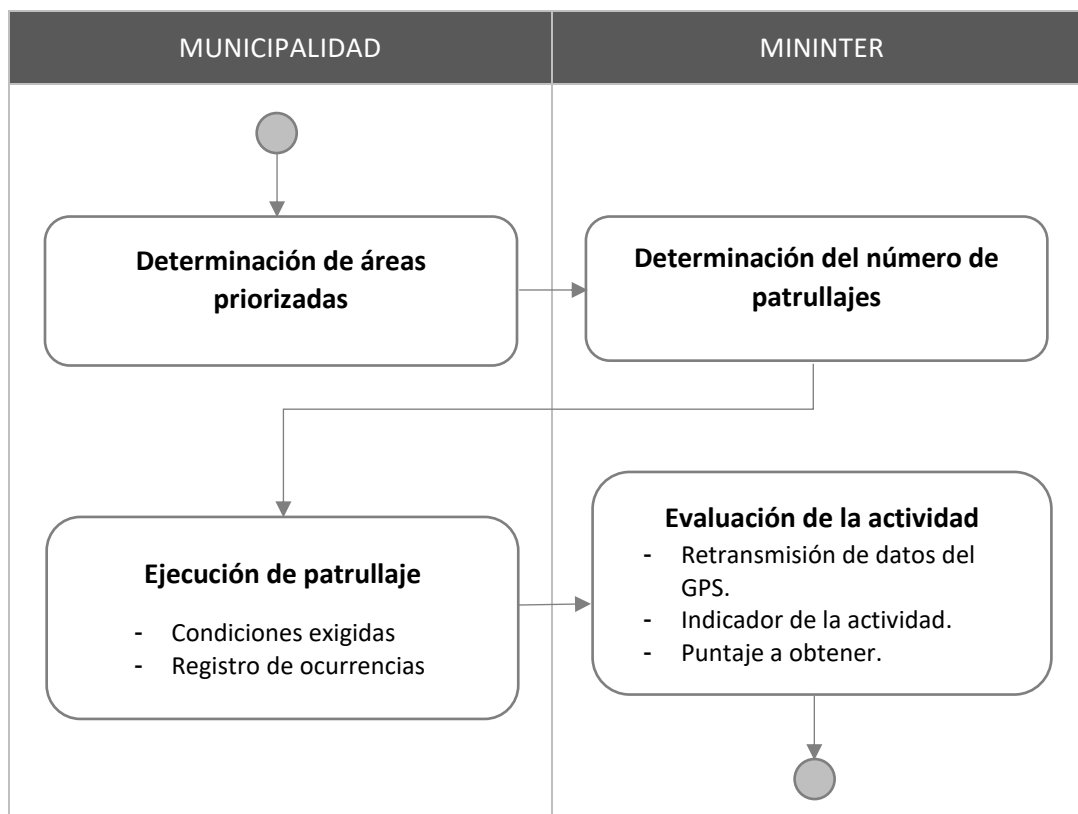 MUNICIPALIDAD
MININTER
Determinación de áreas
priorizadas
Determinación del número de
patrullajes
Ejecución de patrullaje
- Condiciones exigidas
- Registro de ocurrencias
Evaluación de la actividad
- Retransmisión de datos del
GPS.
- Indicador de la actividad.
- Puntaje a obtener.